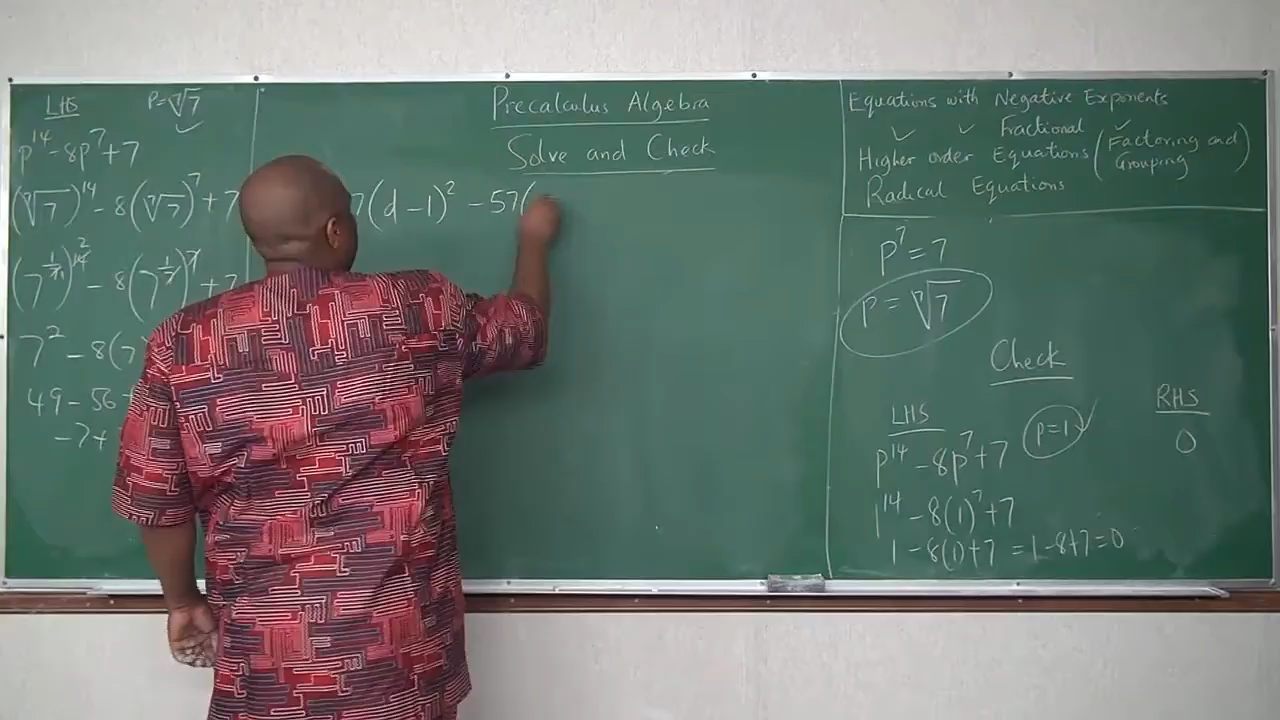 LHS
P = ⁷√7
p¹⁴ - 8p⁷ + 7
(⁷√7)¹⁴ - 8(⁷√7)⁷ + 7
(7^(1/7))¹⁴ ² - 8(7^(1/7))⁷ + 7
7² - 8(7
49 - 56 +
-7 +
Precalculus Algebra
Solve and Check
7(d - 1)² - 57(
Equations with Negative Exponents
✓ ✓ Fractional ✓
Higher order Equations (Factoring and Grouping)
Radical Equations
P⁷ = 7
P = ⁷√7
Check
LHS
RHS
p¹⁴ - 8p⁷ + 7
P = 1 ✓
0
1¹⁴ - 8(1)⁷ + 7
1 - 8(1) + 7 = 1 - 8 + 7 = 0